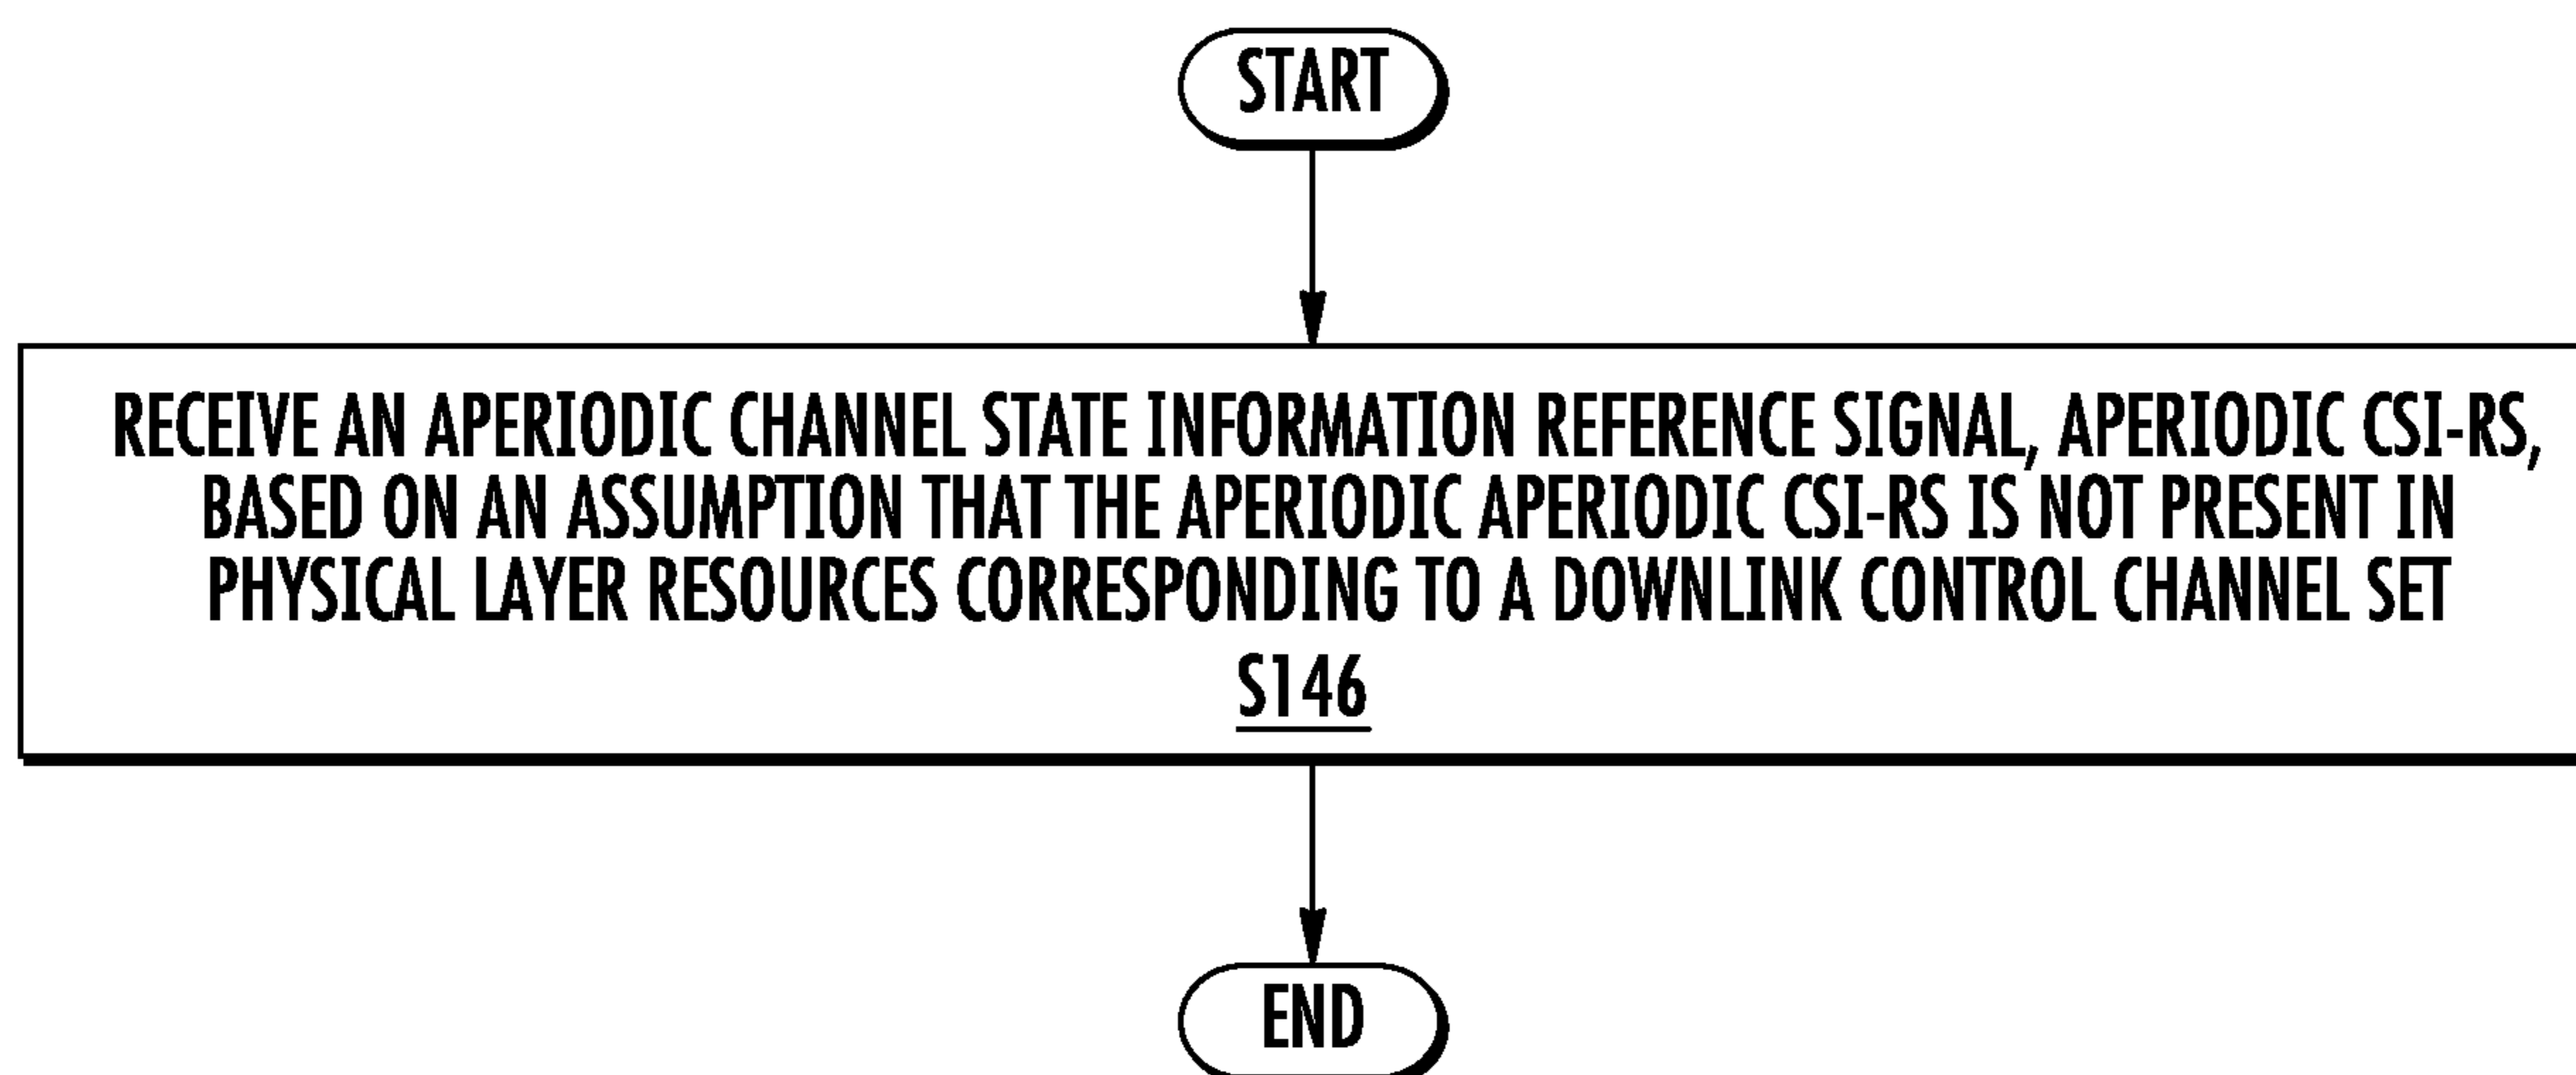 START
RECEIVE AN APERIODIC CHANNEL STATE INFORMATION REFERENCE SIGNAL, APERIODIC CSI-RS,
BASED ON AN ASSUMPTION THAT THE APERIODIC APERIODIC CSI-RS IS NOT PRESENT IN
PHYSICAL LAYER RESOURCES CORRESPONDING TO A DOWNLINK CONTROL CHANNEL SET
S146
END